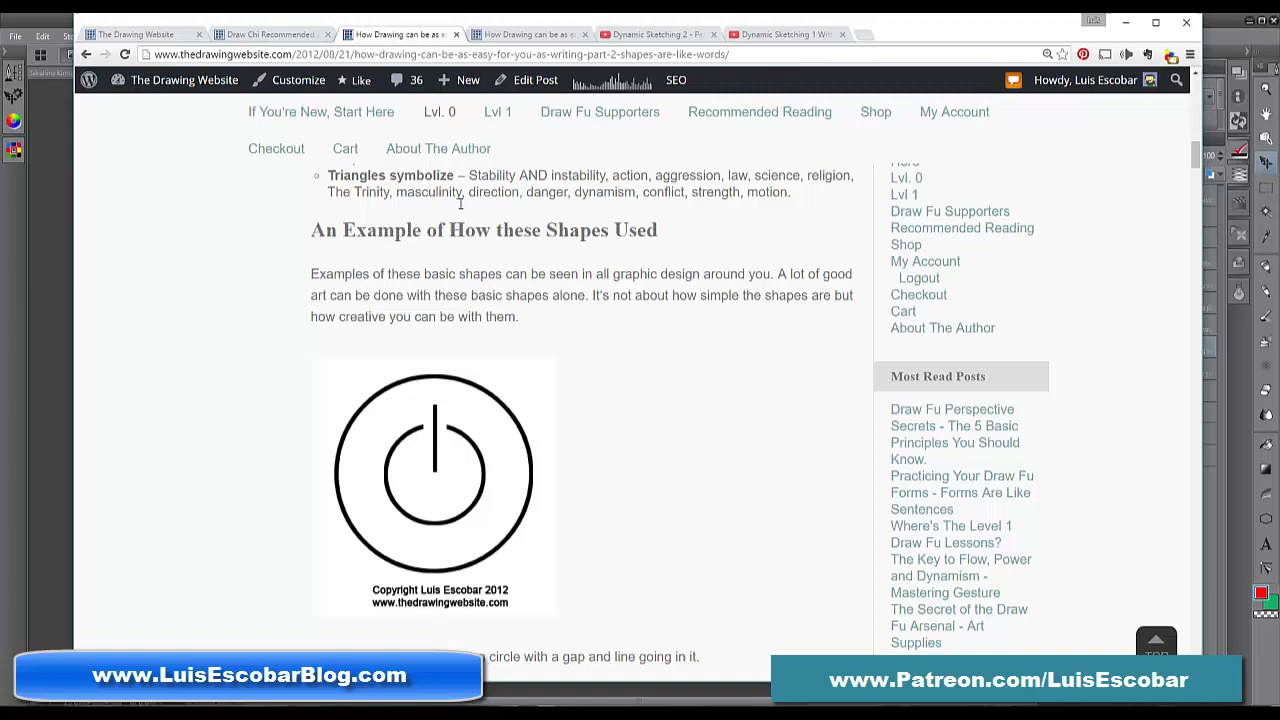 File Edit
The Drawing Website × Draw Chi Recommended × How Drawing can be as e × How Drawing can be as e × Dynamic Sketching 2 - Pe × Dynamic Sketching 1 Wit ×
www.thedrawingwebsite.com/2012/08/21/how-drawing-can-be-as-easy-for-you-as-writing-part-2-shapes-are-like-words/
The Drawing Website Customize Like 36 New Edit Post SEO Howdy, Luis Escobar
If You're New, Start Here Lvl. 0 Lvl 1 Draw Fu Supporters Recommended Reading Shop My Account
Checkout Cart About The Author
Triangles symbolize – Stability AND instability, action, aggression, law, science, religion,
The Trinity, masculinity, direction, danger, dynamism, conflict, strength, motion.
An Example of How these Shapes Used
Examples of these basic shapes can be seen in all graphic design around you. A lot of good
art can be done with these basic shapes alone. It's not about how simple the shapes are but
how creative you can be with them.
Copyright Luis Escobar 2012
www.thedrawingwebsite.com
circle with a gap and line going in it.
Lvl. 0
Lvl 1
Draw Fu Supporters
Recommended Reading
Shop
My Account
Logout
Checkout
Cart
About The Author
Most Read Posts
Draw Fu Perspective
Secrets - The 5 Basic
Principles You Should
Know.
Practicing Your Draw Fu
Forms - Forms Are Like
Sentences
Where's The Level 1
Draw Fu Lessons?
The Key to Flow, Power
and Dynamism -
Mastering Gesture
The Secret of the Draw
Fu Arsenal - Art
Supplies
TOP
100
www.LuisEscobarBlog.com
www.Patreon.com/LuisEscobar